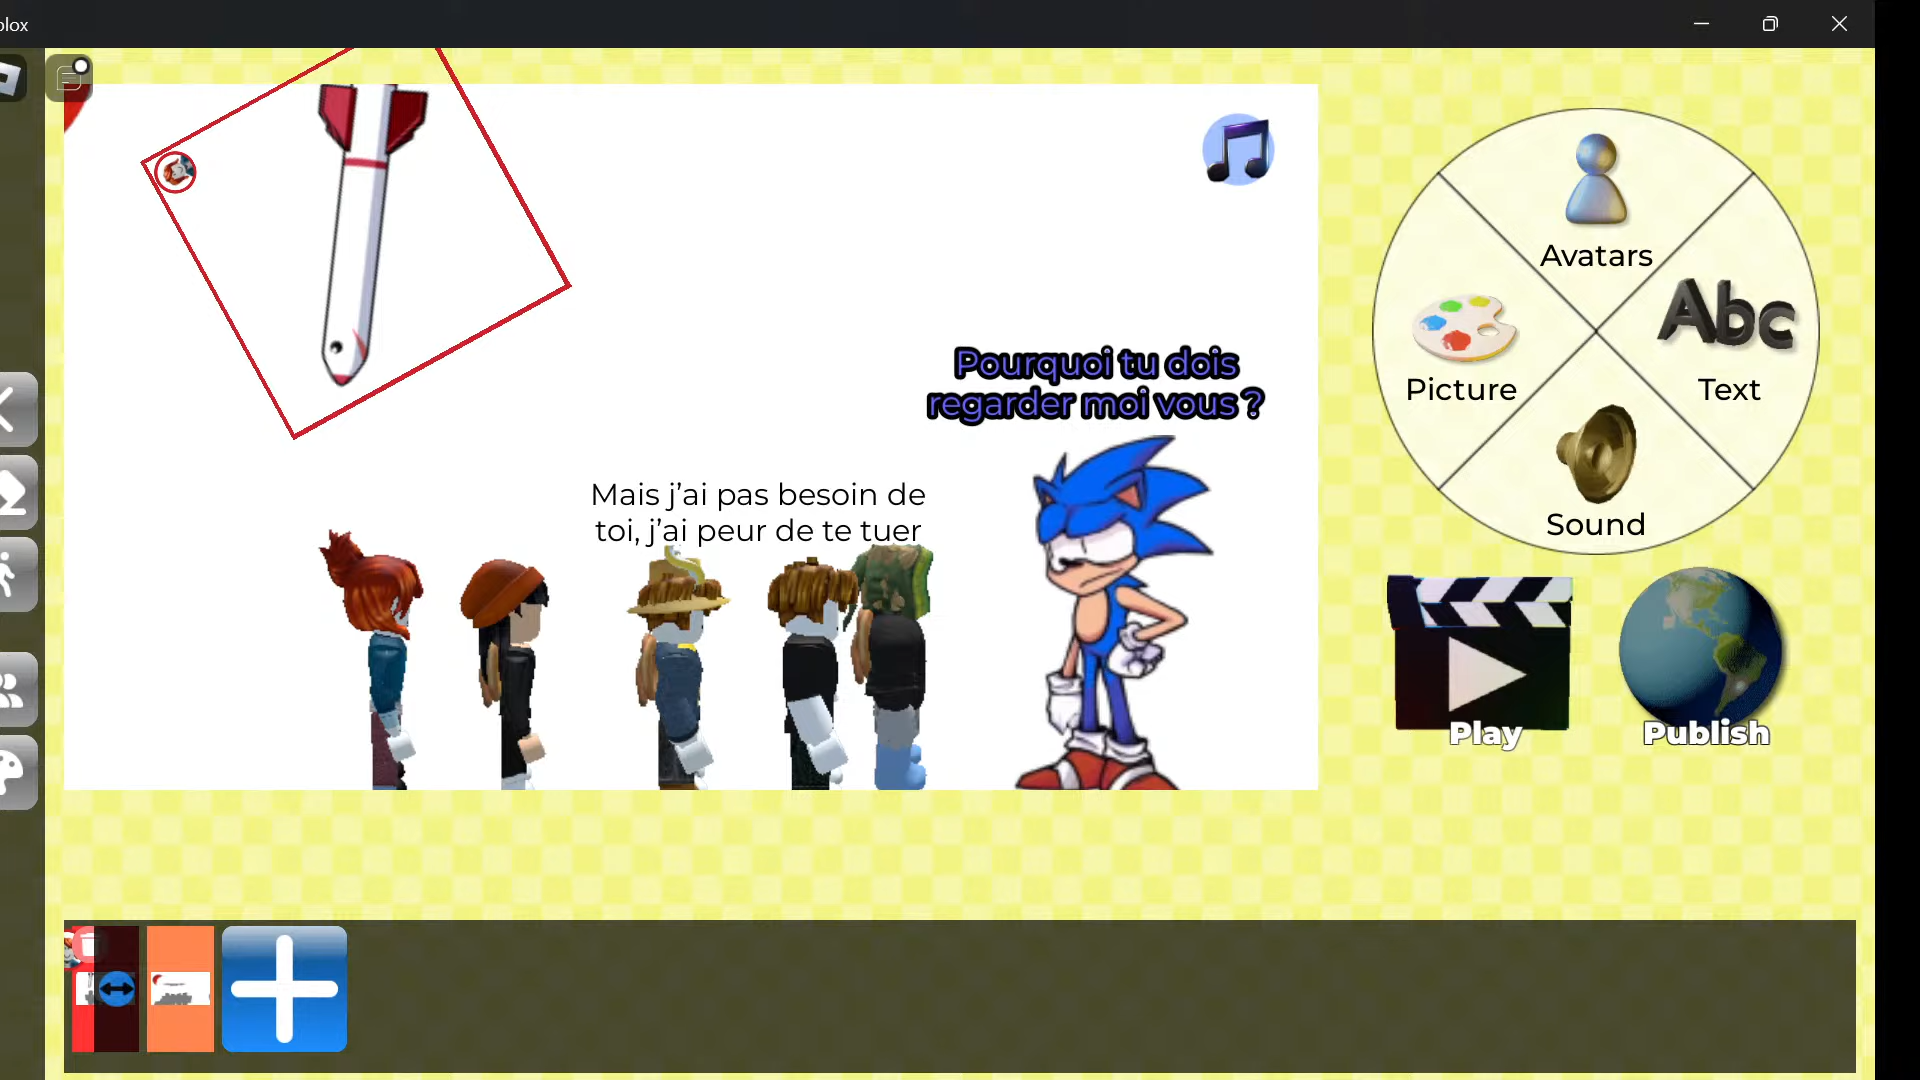 olox
Avatars
Abc
Picture
Text
Sound
Pourquoi tu dois
regarder moi vous ?
Mais j'ai pas besoin de
toi, j'ai peur de te tuer
Play
Publish